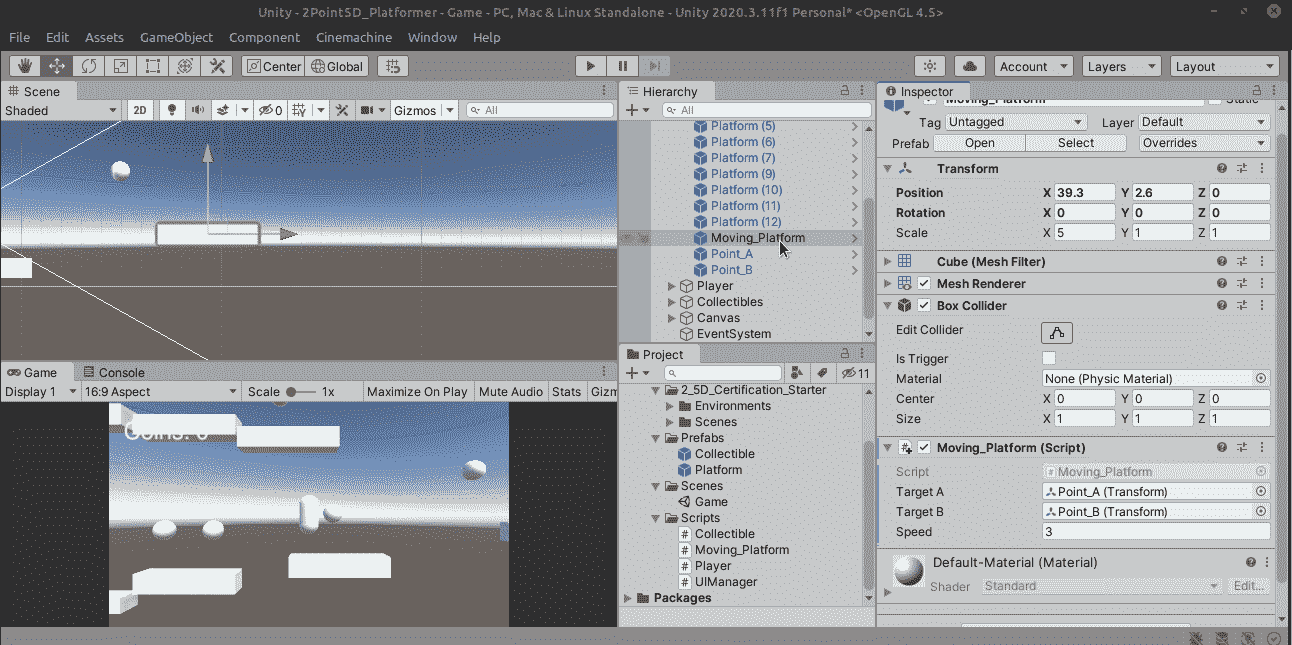 Unity - 2Point5D_Platformer - Game - PC, Mac & Linux Standalone - Unity 2020.3.11f1 Personal* <OpenGL 4.5>
File Edit Assets GameObject Component Cinemachine Window Help
Center Global Account Layers Layout
Scene
Shaded 2D 0 Gizmos All
Hierarchy
All
Platform (5)
Platform (6)
Platform (7)
Platform (9)
Platform (10)
Platform (11)
Platform (12)
Moving_Platform
Point_A
Point_B
Player
Collectibles
Canvas
EventSystem
Game Console
Display 1 16:9 Aspect Scale 1x Maximize On Play Mute Audio Stats Gizm
Coins: 0
Project
11
2_5D_Certification_Starter
Environments
Scenes
Prefabs
Collectible
Platform
Scenes
Game
Scripts
Collectible
Moving_Platform
Player
UIManager
Packages
Inspector
Moving_Platform Static
Tag Untagged Layer Default
Prefab Open Select Overrides
Transform
Position X 39.3 Y 2.6 Z 0
Rotation X 0 Y 0 Z 0
Scale X 5 Y 1 Z 1
Cube (Mesh Filter)
Mesh Renderer
Box Collider
Edit Collider
Is Trigger
Material None (Physic Material)
Center X 0 Y 0 Z 0
Size X 1 Y 1 Z 1
Moving_Platform (Script)
Script # Moving_Platform
Target A Point_A (Transform)
Target B Point_B (Transform)
Speed 3
Default-Material (Material)
Shader Standard Edit...